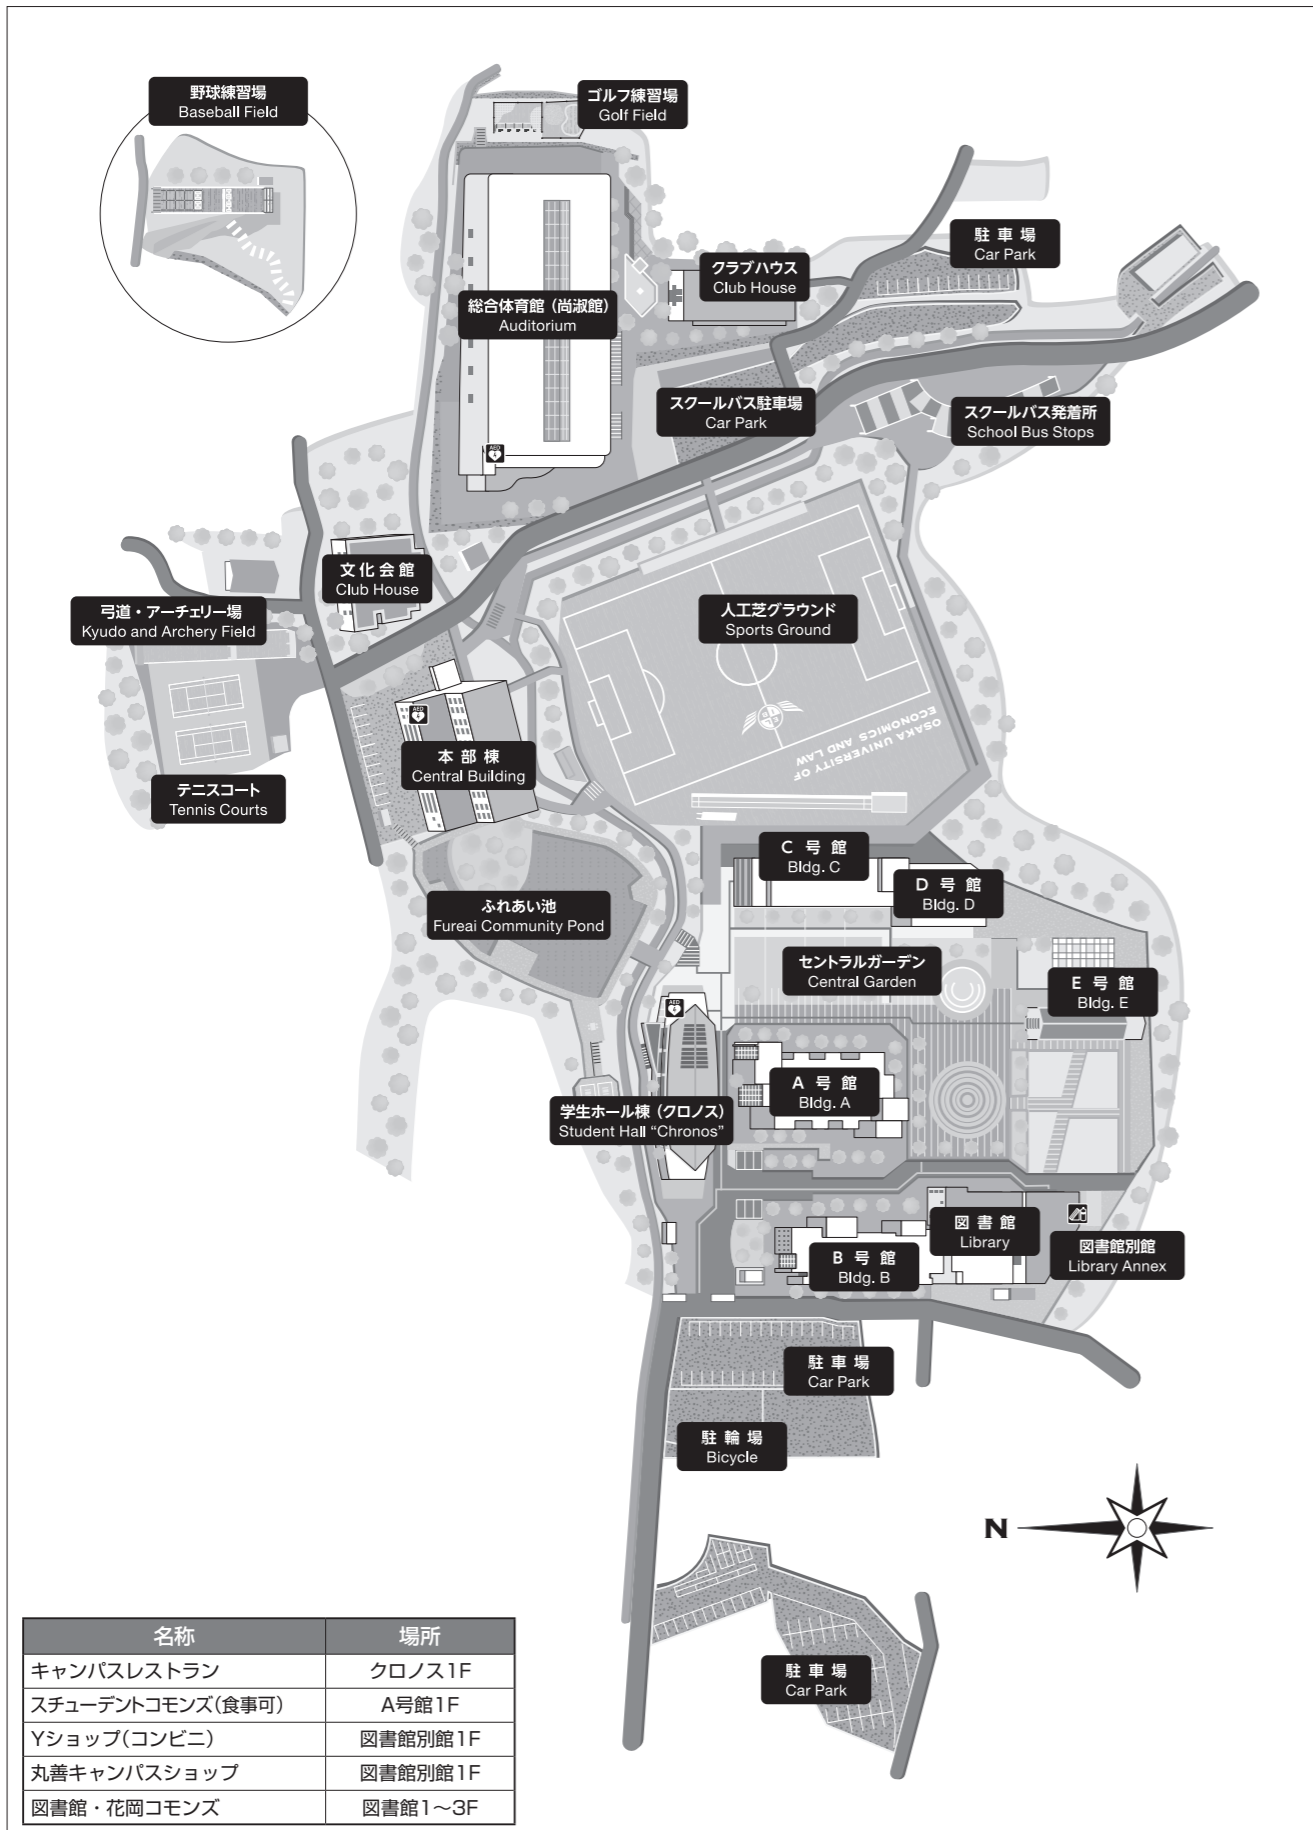 野球練習場
Baseball Field
ゴルフ練習場
Golf Field
駐車場
Car Park
クラブハウス
Club House
総合体育館（尚淑館）
Auditorium
AED
スクールバス駐車場
Car Park
スクールバス発着所
School Bus Stops
文化会館
Club House
弓道・アーチェリー場
Kyudo and Archery Field
人工芝グラウンド
Sports Ground
OSAKA UNIVERSITY OF
ECONOMICS AND LAW
AED
本部棟
Central Building
テニスコート
Tennis Courts
C号館
Bldg. C
D号館
Bldg. D
ふれあい池
Fureai Community Pond
セントラルガーデン
Central Garden
E号館
Bldg. E
AED
A号館
Bldg. A
学生ホール棟（クロノス）
Student Hall “Chronos”
図書館
Library
図書館別館
Library Annex
B号館
Bldg. B
駐車場
Car Park
駐輪場
Bicycle
N
駐車場
Car Park
名称 場所
キャンパスレストラン クロノス1F
スチューデントコモンズ（食事可） A号館1F
Yショップ（コンビニ） 図書館別館1F
丸善キャンパスショップ 図書館別館1F
図書館・花岡コモンズ 図書館1〜3F